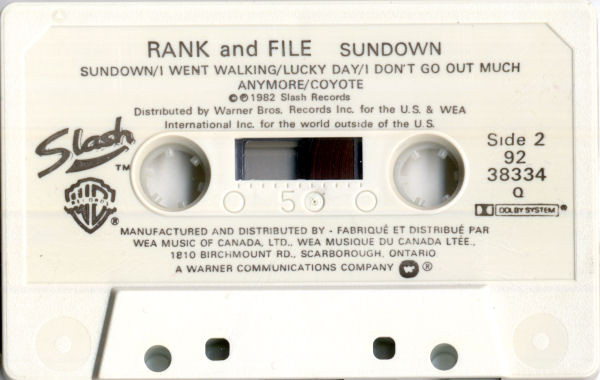 RANK and FILE SUNDOWN
SUNDOWN/I WENT WALKING/LUCKY DAY/I DON'T GO OUT MUCH
ANYMORE/COYOTE
©℗1982 Slash Records
Distributed by Warner Bros. Records Inc. for the U.S. & WEA
International Inc. for the world outside of the U.S.
Slash TM
Side 2
92
38334
Q
50
®
DOLBY SYSTEM ®
MANUFACTURED AND DISTRIBUTED BY - FABRIQUÉ ET DISTRIBUÉ PAR
WEA MUSIC OF CANADA, LTD., WEA MUSIQUE DU CANADA LTÉE.,
1810 BIRCHMOUNT RD., SCARBOROUGH, ONTARIO
A WARNER COMMUNICATIONS COMPANY ®